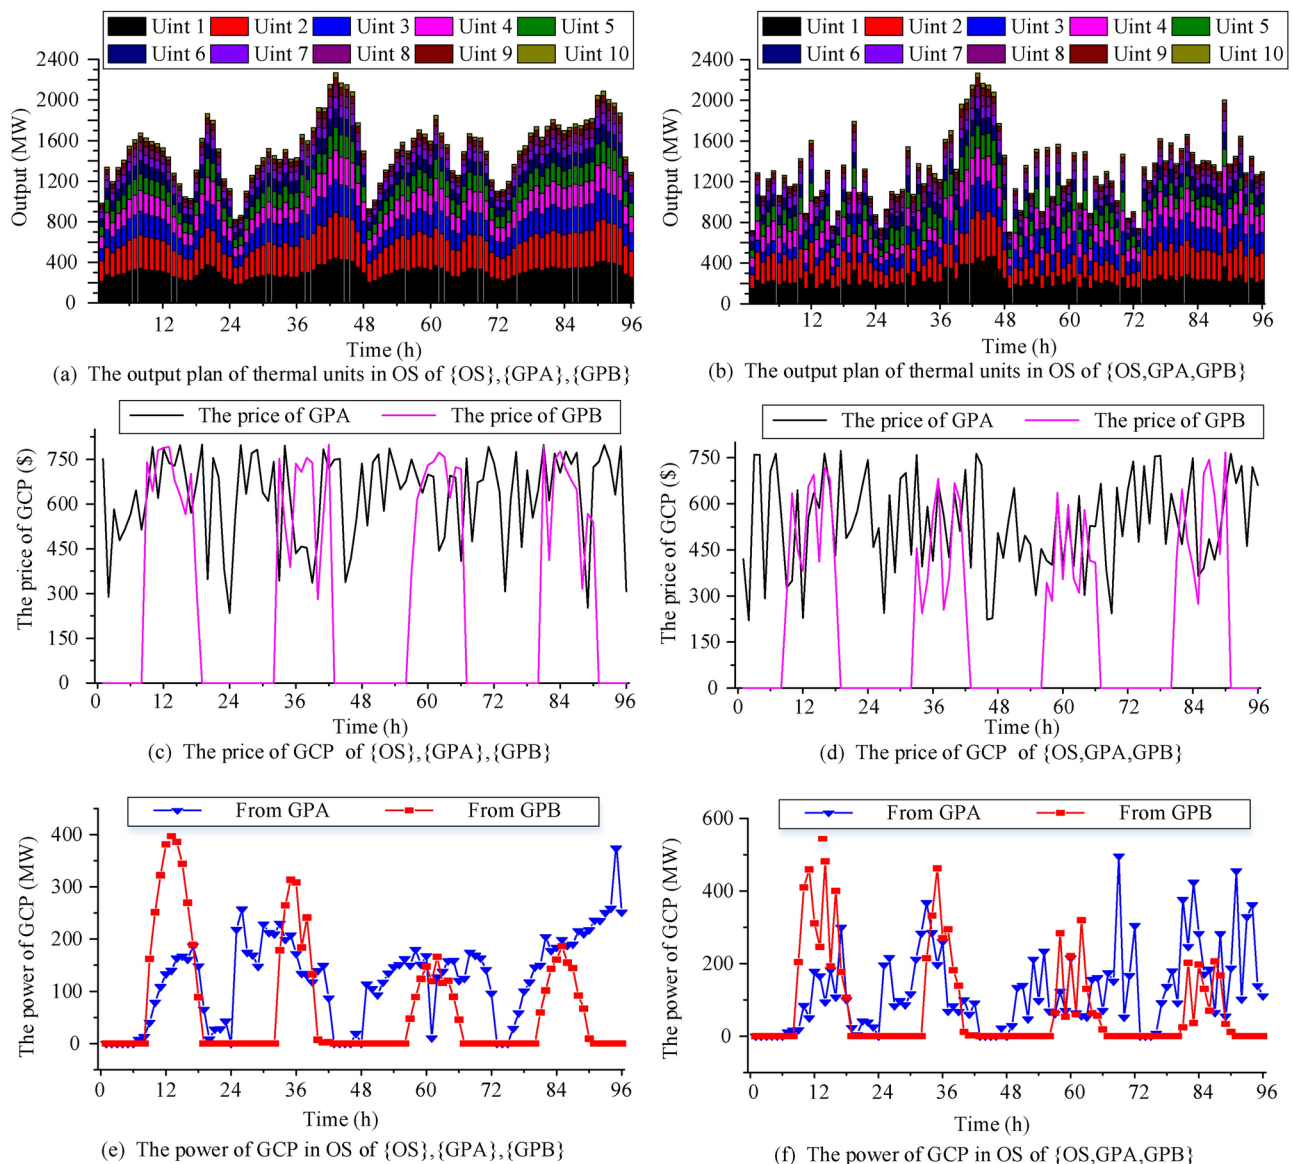 Uint 1 Uint 2 Uint 3 Uint 4 Uint 5
Uint 6 Uint 7 Uint 8 Uint 9 Uint 10
2400
2000
1600
1200
800
400
0
Output (MW)
12 24 36 48 60 72 84 96
Time (h)
(a) The output plan of thermal units in OS of {OS},{GPA},{GPB}
Uint 1 Uint 2 Uint 3 Uint 4 Uint 5
Uint 6 Uint 7 Uint 8 Uint 9 Uint 10
2400
2000
1600
1200
800
400
0
Output (MW)
12 24 36 48 60 72 84 96
Time (h)
(b) The output plan of thermal units in OS of {OS,GPA,GPB}
The price of GPA The price of GPB
750
600
450
300
150
0
The price of GCP ($)
0 12 24 36 48 60 72 84 96
Time (h)
(c) The price of GCP of {OS},{GPA},{GPB}
The price of GPA The price of GPB
750
600
450
300
150
0
The price of GCP ($)
0 12 24 36 48 60 72 84 96
Time (h)
(d) The price of GCP of {OS,GPA,GPB}
From GPA From GPB
400
300
200
100
0
The power of GCP (MW)
0 12 24 36 48 60 72 84 96
Time (h)
(e) The power of GCP in OS of {OS},{GPA},{GPB}
From GPA From GPB
600
400
200
0
The power of GCP (MW)
0 12 24 36 48 60 72 84 96
Time (h)
(f) The power of GCP in OS of {OS,GPA,GPB}